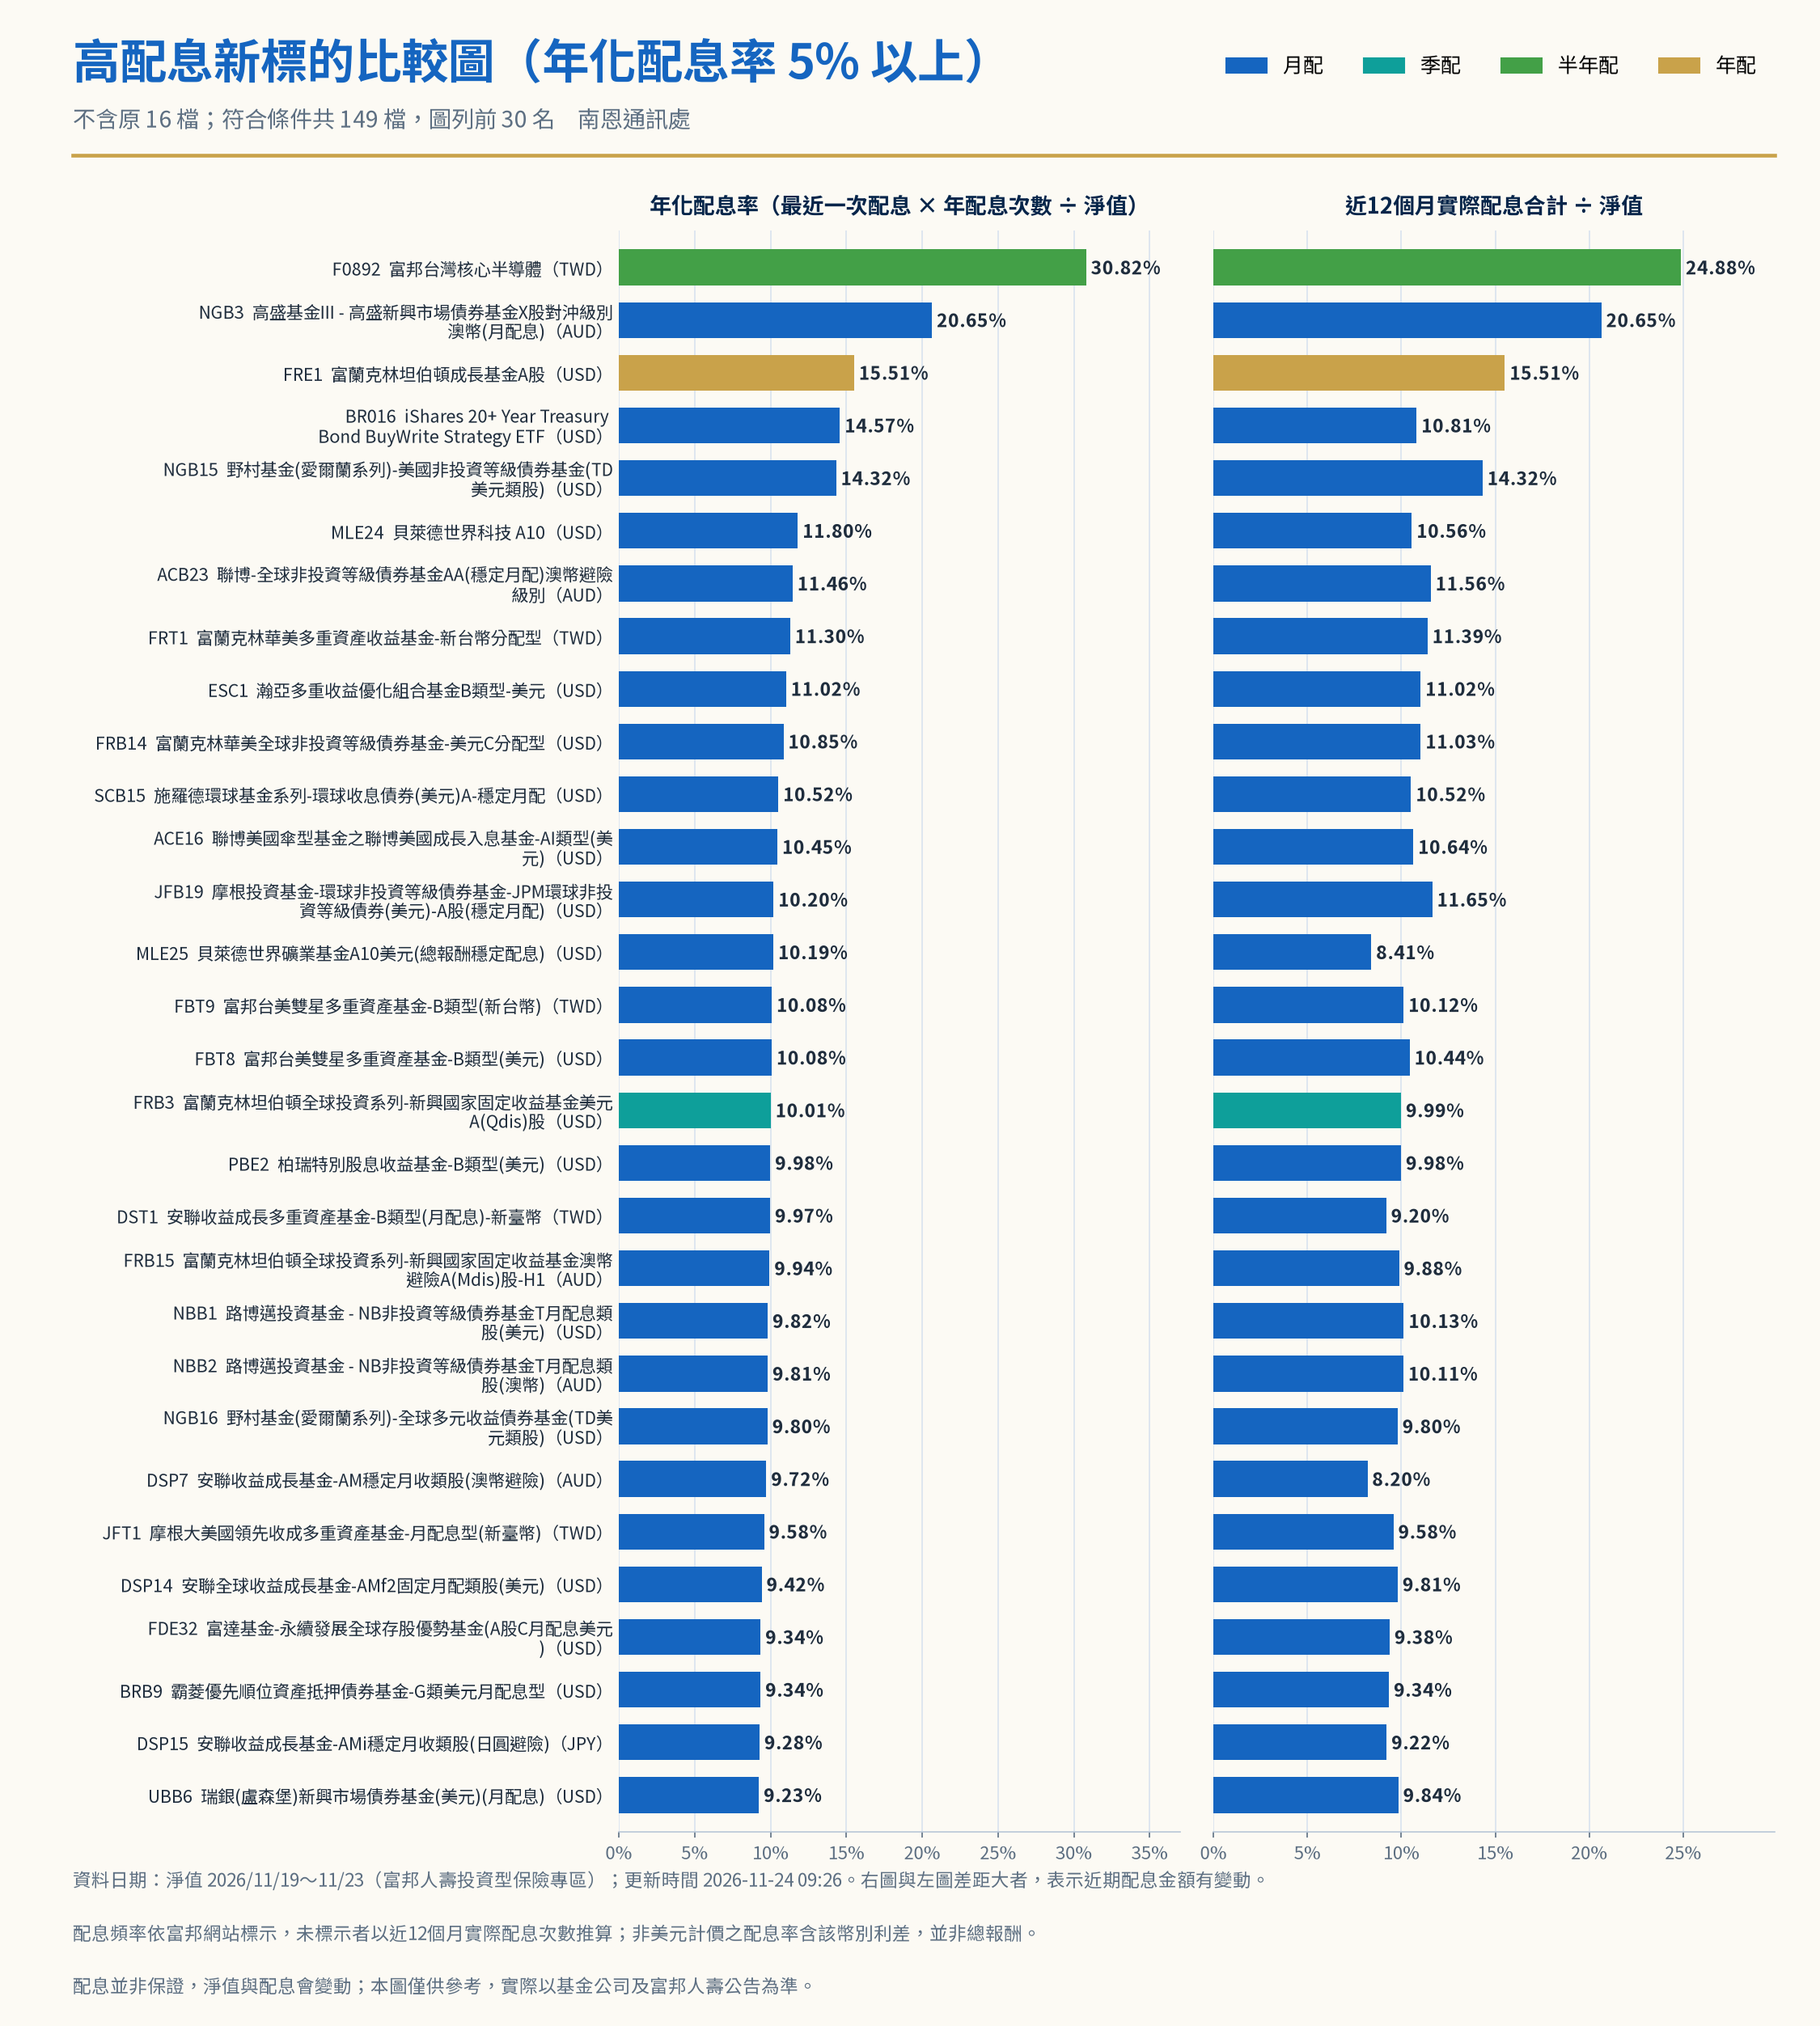 高配息新標的比較圖（年化配息率 5% 以上）
月配 季配 半年配 年配
不含原 16 檔；符合條件共 149 檔，圖列前 30 名　南恩通訊處
年化配息率（最近一次配息 × 年配息次數 ÷ 淨值）
近12個月實際配息合計 ÷ 淨值
F0892 富邦台灣核心半導體（TWD） 30.82% 24.88%
NGB3 高盛基金III - 高盛新興市場債券基金X股對沖級別
澳幣(月配息)（AUD） 20.65% 20.65%
FRE1 富蘭克林坦伯頓成長基金A股（USD） 15.51% 15.51%
BR016 iShares 20+ Year Treasury
Bond BuyWrite Strategy ETF（USD） 14.57% 10.81%
NGB15 野村基金(愛爾蘭系列)-美國非投資等級債券基金(TD
美元類股)（USD） 14.32% 14.32%
MLE24 貝萊德世界科技 A10（USD） 11.80% 10.56%
ACB23 聯博-全球非投資等級債券基金AA(穩定月配)澳幣避險
級別（AUD） 11.46% 11.56%
FRT1 富蘭克林華美多重資產收益基金-新台幣分配型（TWD） 11.30% 11.39%
ESC1 瀚亞多重收益優化組合基金B類型-美元（USD） 11.02% 11.02%
FRB14 富蘭克林華美全球非投資等級債券基金-美元C分配型（USD） 10.85% 11.03%
SCB15 施羅德環球基金系列-環球收息債券(美元)A-穩定月配（USD） 10.52% 10.52%
ACE16 聯博美國傘型基金之聯博美國成長入息基金-AI類型(美
元)（USD） 10.45% 10.64%
JFB19 摩根投資基金-環球非投資等級債券基金-JPM環球非投
資等級債券(美元)-A股(穩定月配)（USD） 10.20% 11.65%
MLE25 貝萊德世界礦業基金A10美元(總報酬穩定配息)（USD） 10.19% 8.41%
FBT9 富邦台美雙星多重資產基金-B類型(新台幣)（TWD） 10.08% 10.12%
FBT8 富邦台美雙星多重資產基金-B類型(美元)（USD） 10.08% 10.44%
FRB3 富蘭克林坦伯頓全球投資系列-新興國家固定收益基金美元
A(Qdis)股（USD） 10.01% 9.99%
PBE2 柏瑞特別股息收益基金-B類型(美元)（USD） 9.98% 9.98%
DST1 安聯收益成長多重資產基金-B類型(月配息)-新臺幣（TWD） 9.97% 9.20%
FRB15 富蘭克林坦伯頓全球投資系列-新興國家固定收益基金澳幣
避險A(Mdis)股-H1（AUD） 9.94% 9.88%
NBB1 路博邁投資基金 - NB非投資等級債券基金T月配息類
股(美元)（USD） 9.82% 10.13%
NBB2 路博邁投資基金 - NB非投資等級債券基金T月配息類
股(澳幣)（AUD） 9.81% 10.11%
NGB16 野村基金(愛爾蘭系列)-全球多元收益債券基金(TD美
元類股)（USD） 9.80% 9.80%
DSP7 安聯收益成長基金-AM穩定月收類股(澳幣避險)（AUD） 9.72% 8.20%
JFT1 摩根大美國領先收成多重資產基金-月配息型(新臺幣)（TWD） 9.58% 9.58%
DSP14 安聯全球收益成長基金-AMf2固定月配類股(美元)（USD） 9.42% 9.81%
FDE32 富達基金-永續發展全球存股優勢基金(A股C月配息美元
)（USD） 9.34% 9.38%
BRB9 霸菱優先順位資產抵押債券基金-G類美元月配息型（USD） 9.34% 9.34%
DSP15 安聯收益成長基金-AMi穩定月收類股(日圓避險)（JPY） 9.28% 9.22%
UBB6 瑞銀(盧森堡)新興市場債券基金(美元)(月配息)（USD） 9.23% 9.84%
0% 5% 10% 15% 20% 25% 30% 35% 0% 5% 10% 15% 20% 25%
資料日期：淨值 2026/11/19～11/23（富邦人壽投資型保險專區）；更新時間 2026-11-24 09:26。右圖與左圖差距大者，表示近期配息金額有變動。
配息頻率依富邦網站標示，未標示者以近12個月實際配息次數推算；非美元計價之配息率含該幣別利差，並非總報酬。
配息並非保證，淨值與配息會變動；本圖僅供參考，實際以基金公司及富邦人壽公告為準。